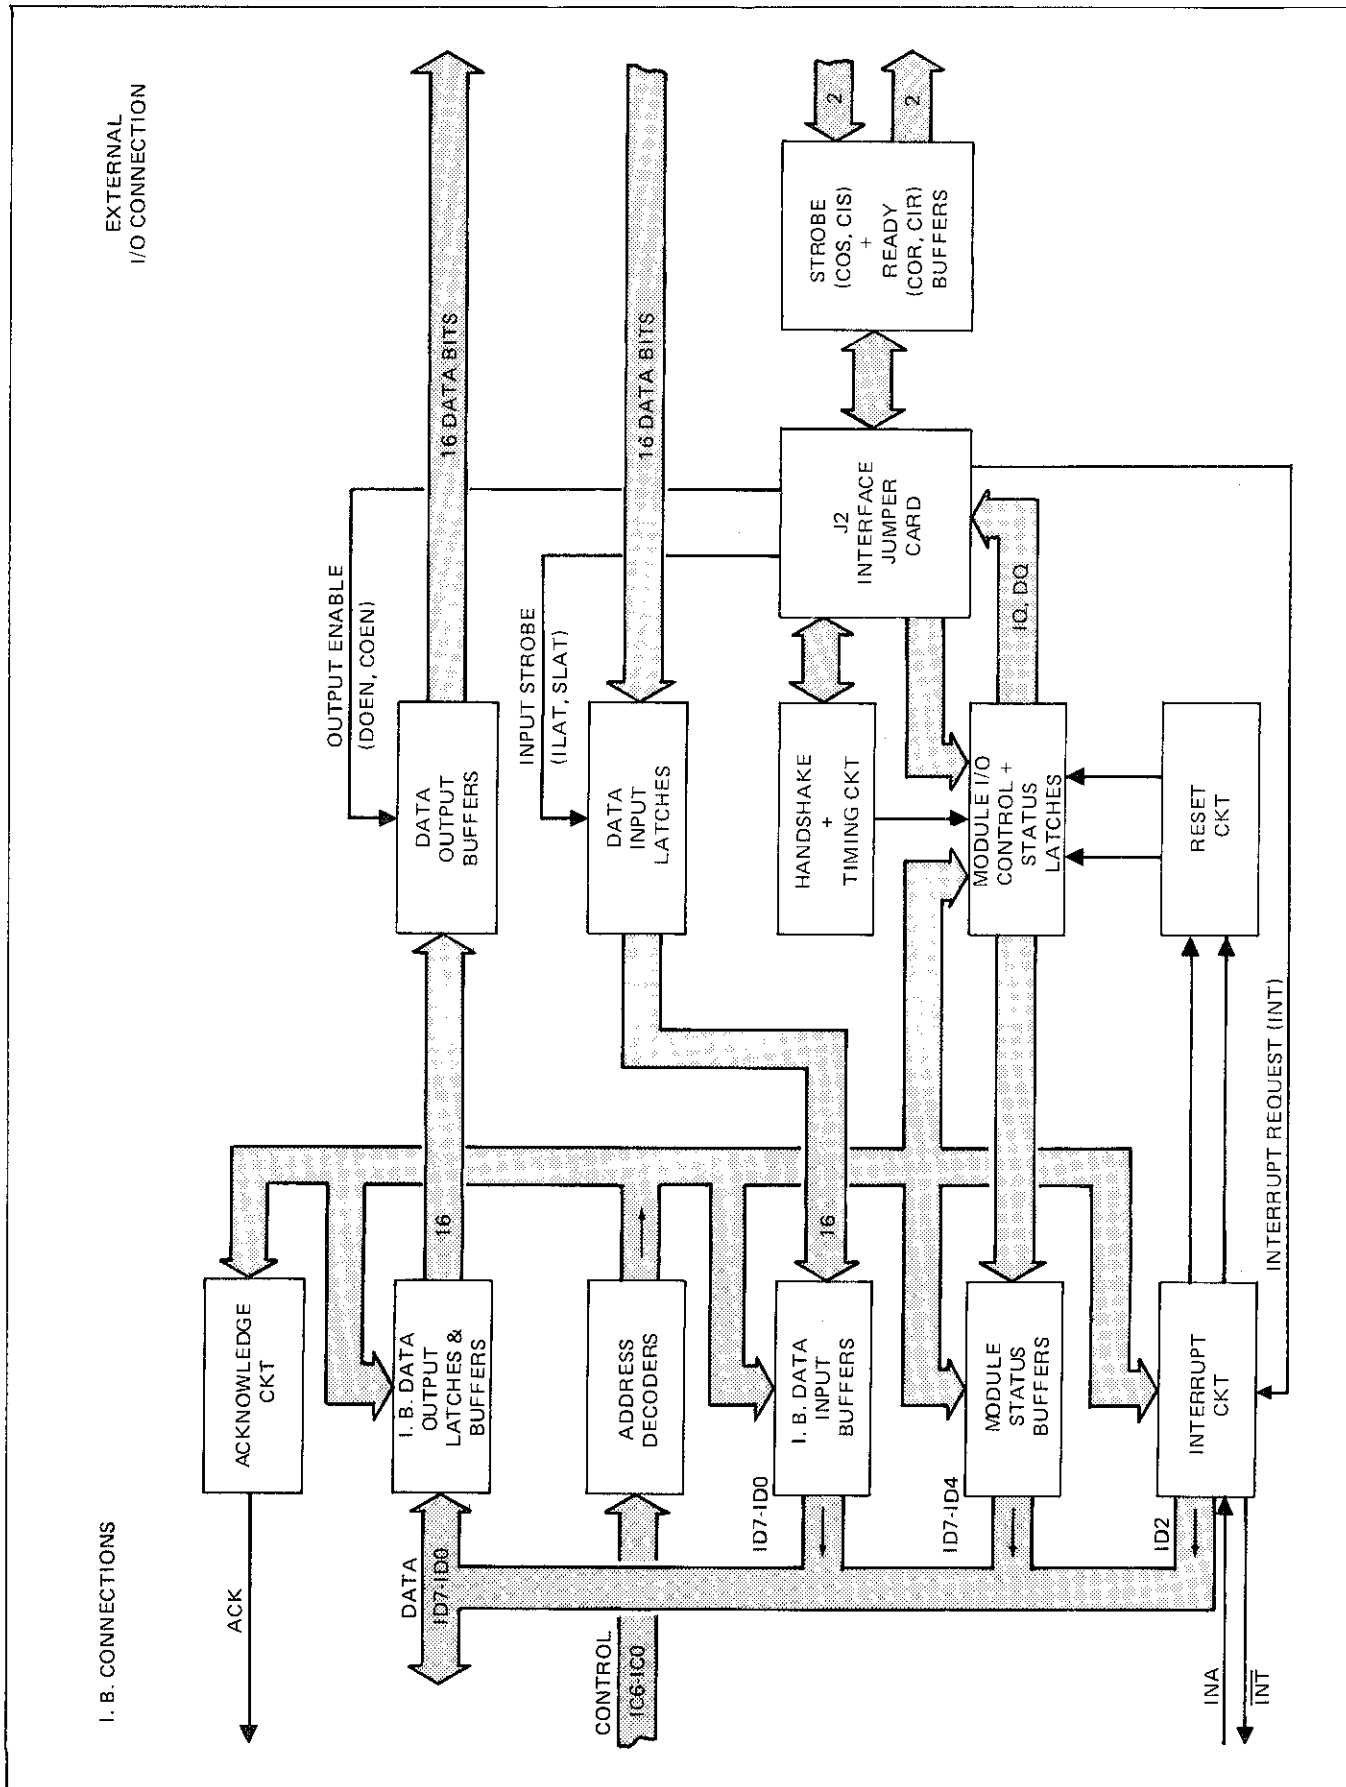 I. B. CONNECTIONS
EXTERNAL
I/O CONNECTION
ACK
ACKNOWLEDGE
CKT
OUTPUT ENABLE
(DOEN, COEN)
DATA
ID7-ID0
I. B. DATA
OUTPUT
LATCHES &
BUFFERS
16
DATA
OUTPUT
BUFFERS
16 DATA BITS
INPUT STROBE
(ILAT, SLAT)
CONTROL
IC6-IC0
ADDRESS
DECODERS
DATA
INPUT
LATCHES
16 DATA BITS
ID7-ID0
I. B. DATA
INPUT
BUFFERS
16
HANDSHAKE
+
TIMING CKT
J2
INTERFACE
JUMPER
CARD
STROBE
(COS, CIS)
+
READY
(COR, CIR)
BUFFERS
2
2
ID7-ID4
MODULE
STATUS
BUFFERS
MODULE I/O
CONTROL +
STATUS
LATCHES
IQ, DQ
ID2
INTERRUPT
CKT
RESET
CKT
INA
INT
INTERRUPT REQUEST (INT)